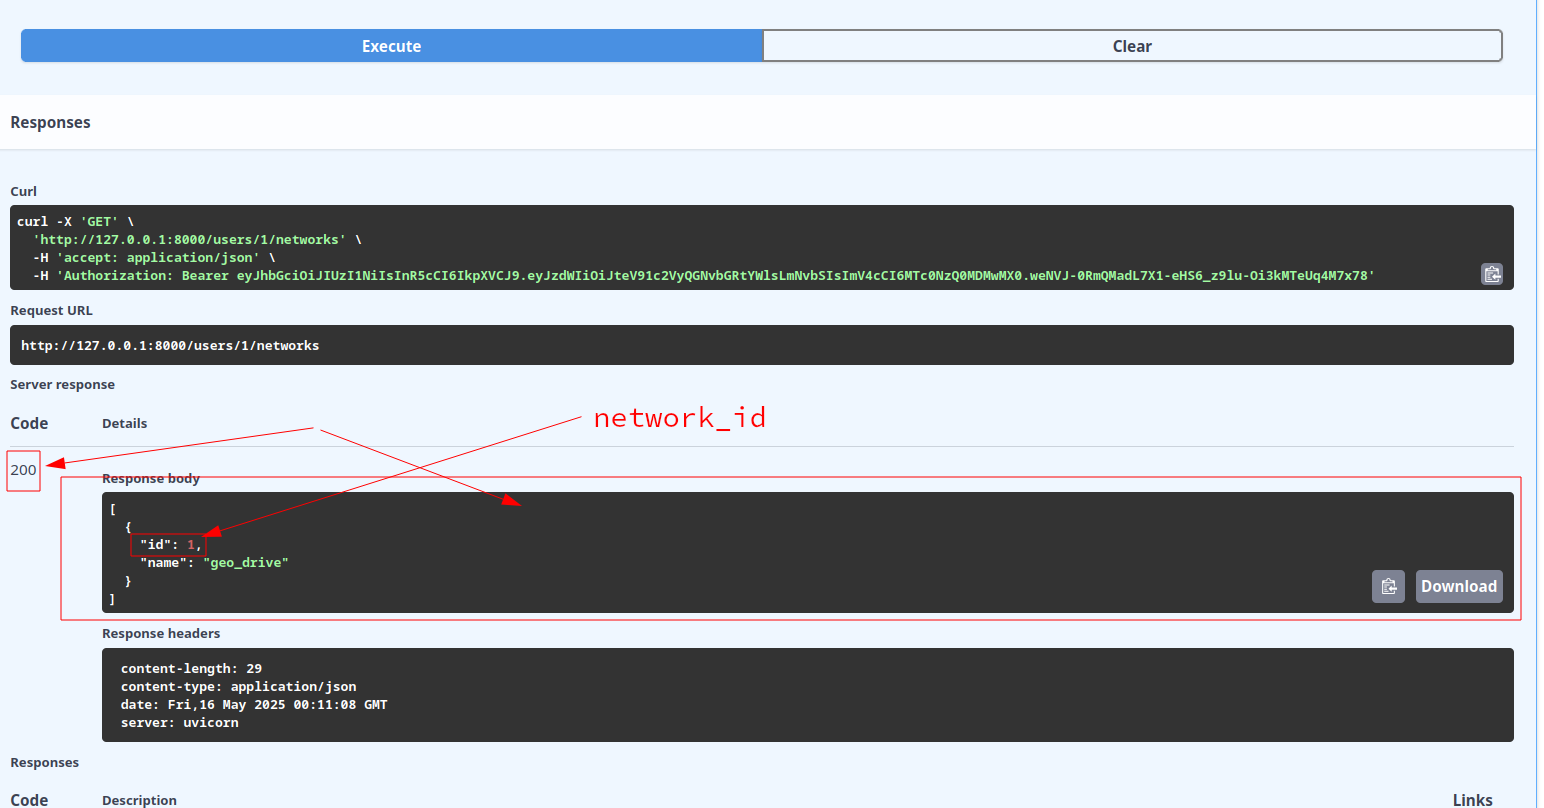 Execute
Clear
Responses
Curl
curl -X 'GET' \
'http://127.0.0.1:8000/users/1/networks' \
-H 'accept: application/json' \
-H 'Authorization: Bearer eyJhbGciOiJIUzI1NiIsInR5cCI6IkpXVCJ9.eyJzdWIiOiJteV91c2VyQGNvbGRtYWlsLmNvbSIsImV4cCI6MTc0NzQ0MDMwMX0.weNVJ-0RmQMadL7X1-eHS6_z9lu-Oi3kMTeUq4M7x78'
Request URL
http://127.0.0.1:8000/users/1/networks
Server response
Code
Details
network_id
200
Response body
[
{
"id": 1,
"name": "geo_drive"
}
]
Download
Response headers
content-length: 29
content-type: application/json
date: Fri,16 May 2025 00:11:08 GMT
server: uvicorn
Responses
Code
Description
Links